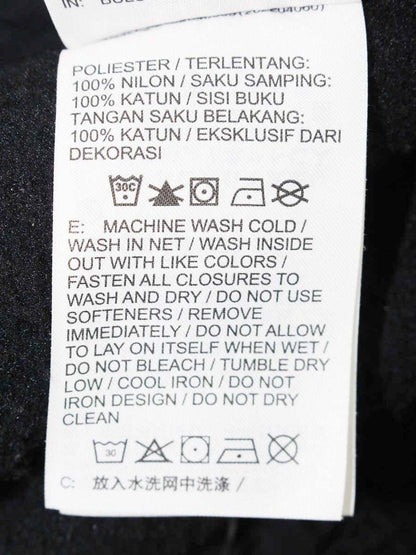 IN:
POLIESTER / TERLENTANG:
100% NILON / SAKU SAMPING:
100% KATUN / SISI BUKU
TANGAN SAKU BELAKANG:
100% KATUN / EKSKLUSIF DARI
DEKORASI
30C
E: MACHINE WASH COLD /
WASH IN NET / WASH INSIDE
OUT WITH LIKE COLORS /
FASTEN ALL CLOSURES TO
WASH AND DRY / DO NOT USE
SOFTENERS / REMOVE
IMMEDIATELY / DO NOT ALLOW
TO LAY ON ITSELF WHEN WET /
DO NOT BLEACH / TUMBLE DRY
LOW / COOL IRON / DO NOT
IRON DESIGN / DO NOT DRY
CLEAN
30
C: 放入水洗网中洗涤 /